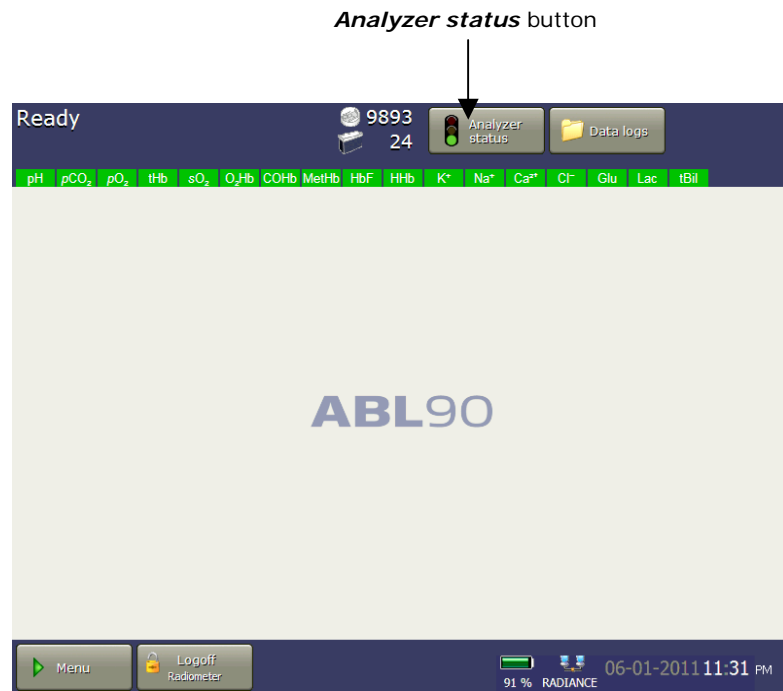 Analyzer status button
Ready 9893 Analyzer status Data logs
24
pH pCO₂ pO₂ tHb sO₂ O₂Hb COHb MetHb HbF HHb K⁺ Na⁺ Ca²⁺ Cl⁻ Glu Lac tBil
ABL90
Menu Logoff Radiometer
91 % RADIANCE 06-01-2011 11:31 PM